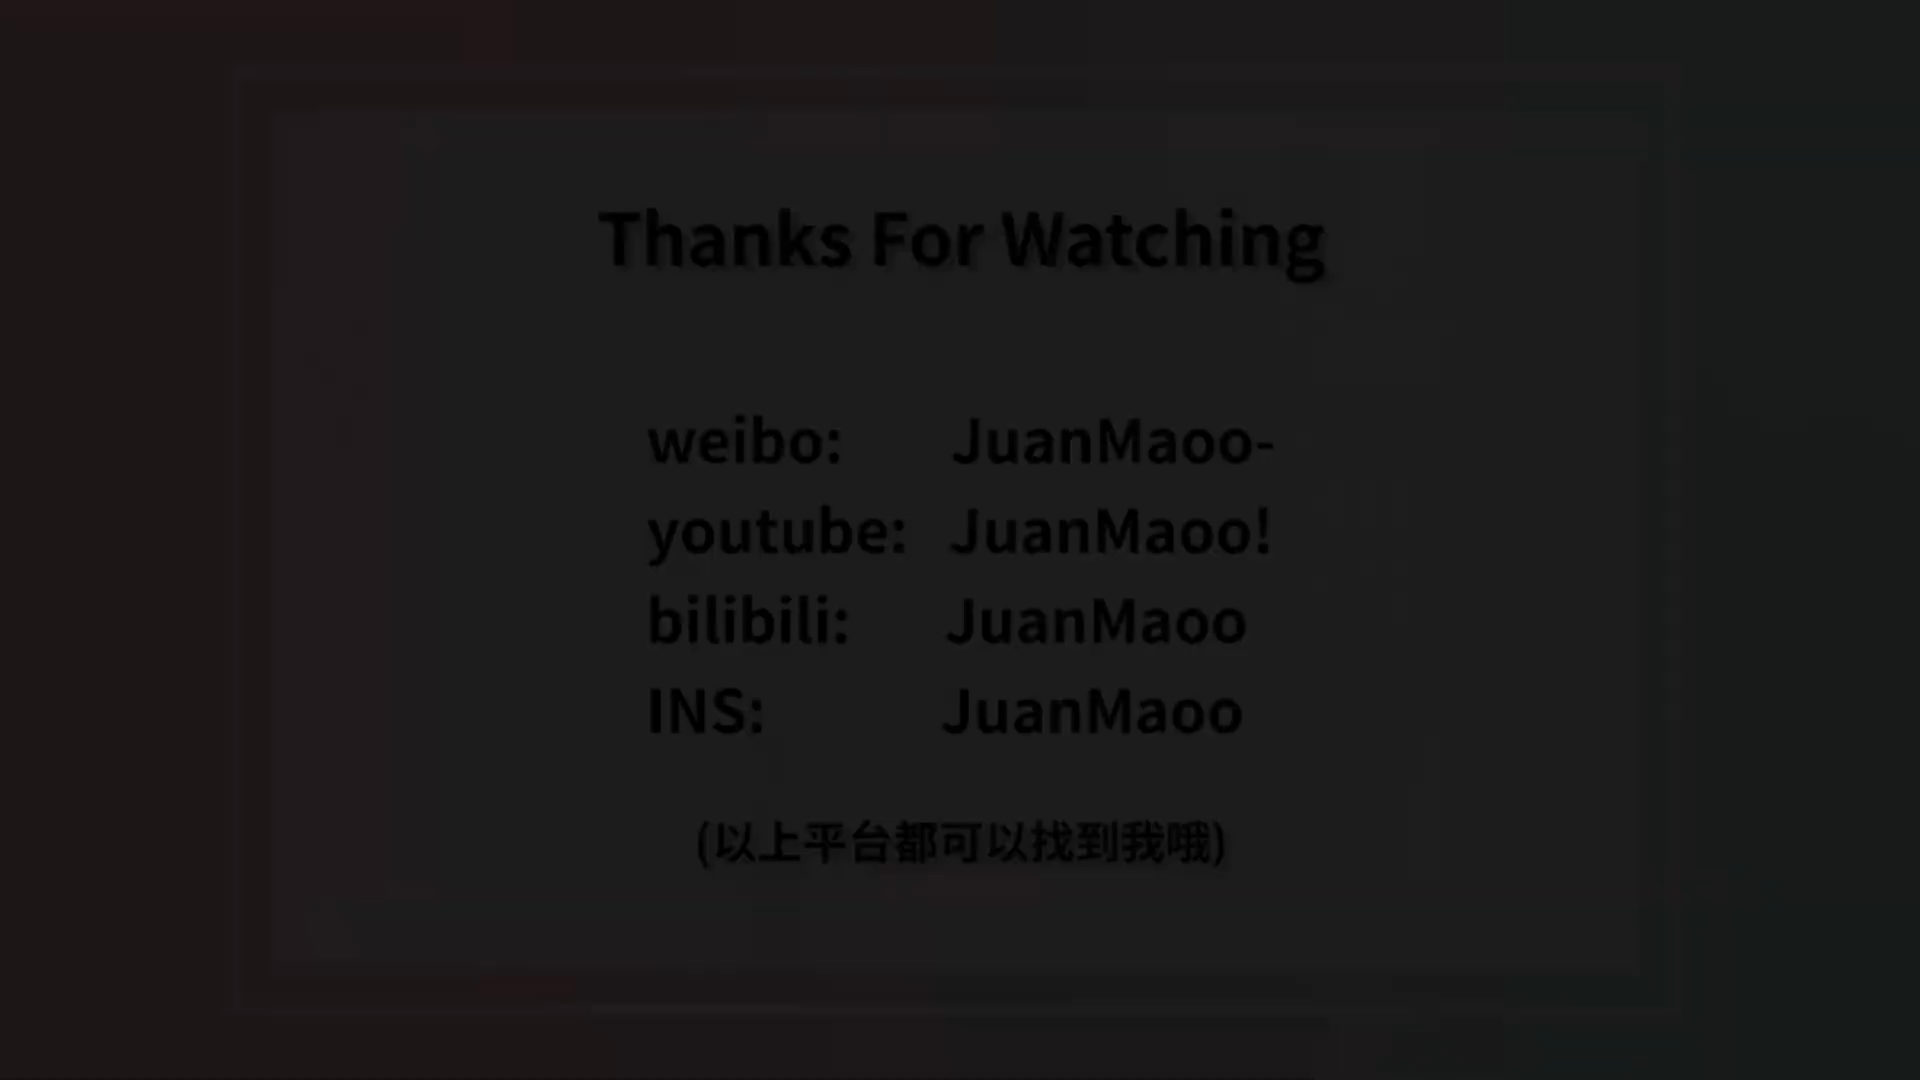 Thanks For Watching
weibo: JuanMaoo-
youtube: JuanMaoo!
bilibili: JuanMaoo
INS: JuanMaoo
(以上平台都可以找到我哦)